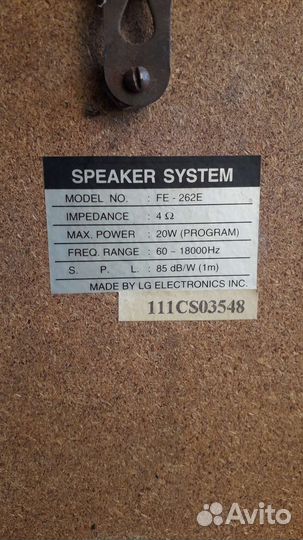 SPEAKER SYSTEM
MODEL NO. : FE - 262E
IMPEDANCE : 4 Ω
MAX. POWER : 20W (PROGRAM)
FREQ. RANGE : 60 ~ 18000Hz
S. P. L. : 85 dB/W (1m)
MADE BY LG ELECTRONICS INC.
111CS03548
Avito